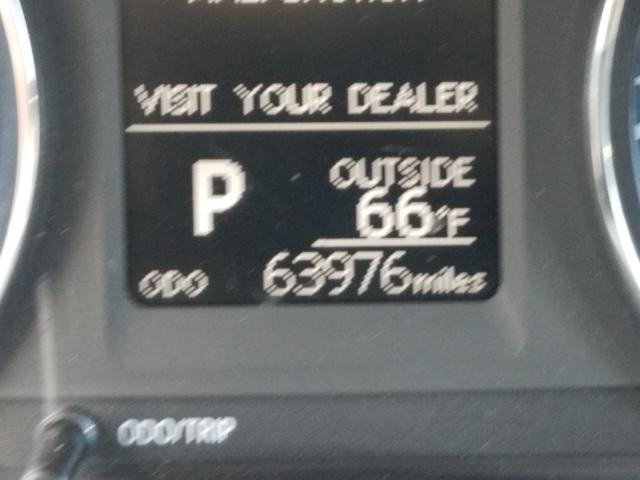 VISIT YOUR DEALER
P
OUTSIDE
66°F
ODO 63976 miles
ODO/TRIP